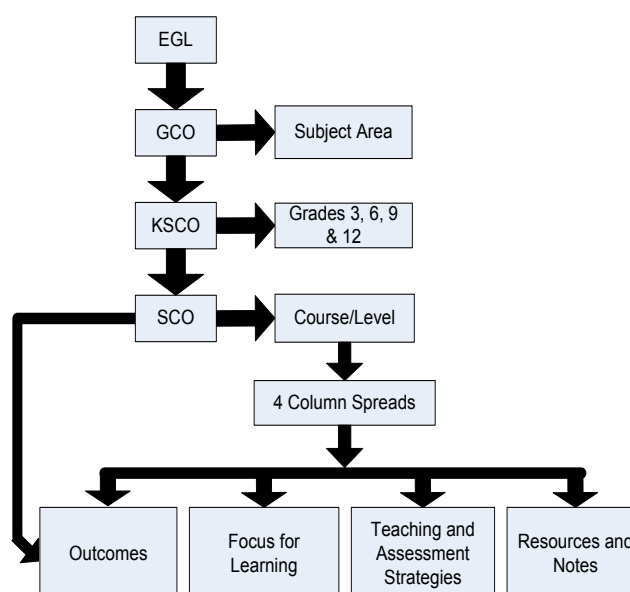 EGL
GCO
Subject Area
KSCO
Grades 3, 6, 9
& 12
SCO
Course/Level
4 Column Spreads
Outcomes
Focus for
Learning
Teaching and
Assessment
Strategies
Resources and
Notes